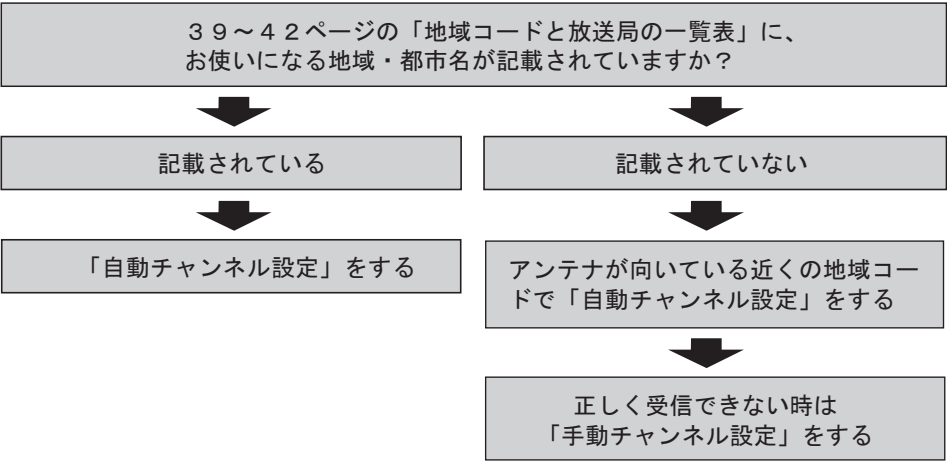 ３９～４２ページの「地域コードと放送局の一覧表」に、
お使いになる地域・都市名が記載されていますか？
記載されている
記載されていない
「自動チャンネル設定」をする
アンテナが向いている近くの地域コー
ドで「自動チャンネル設定」をする
正しく受信できない時は
「手動チャンネル設定」をする